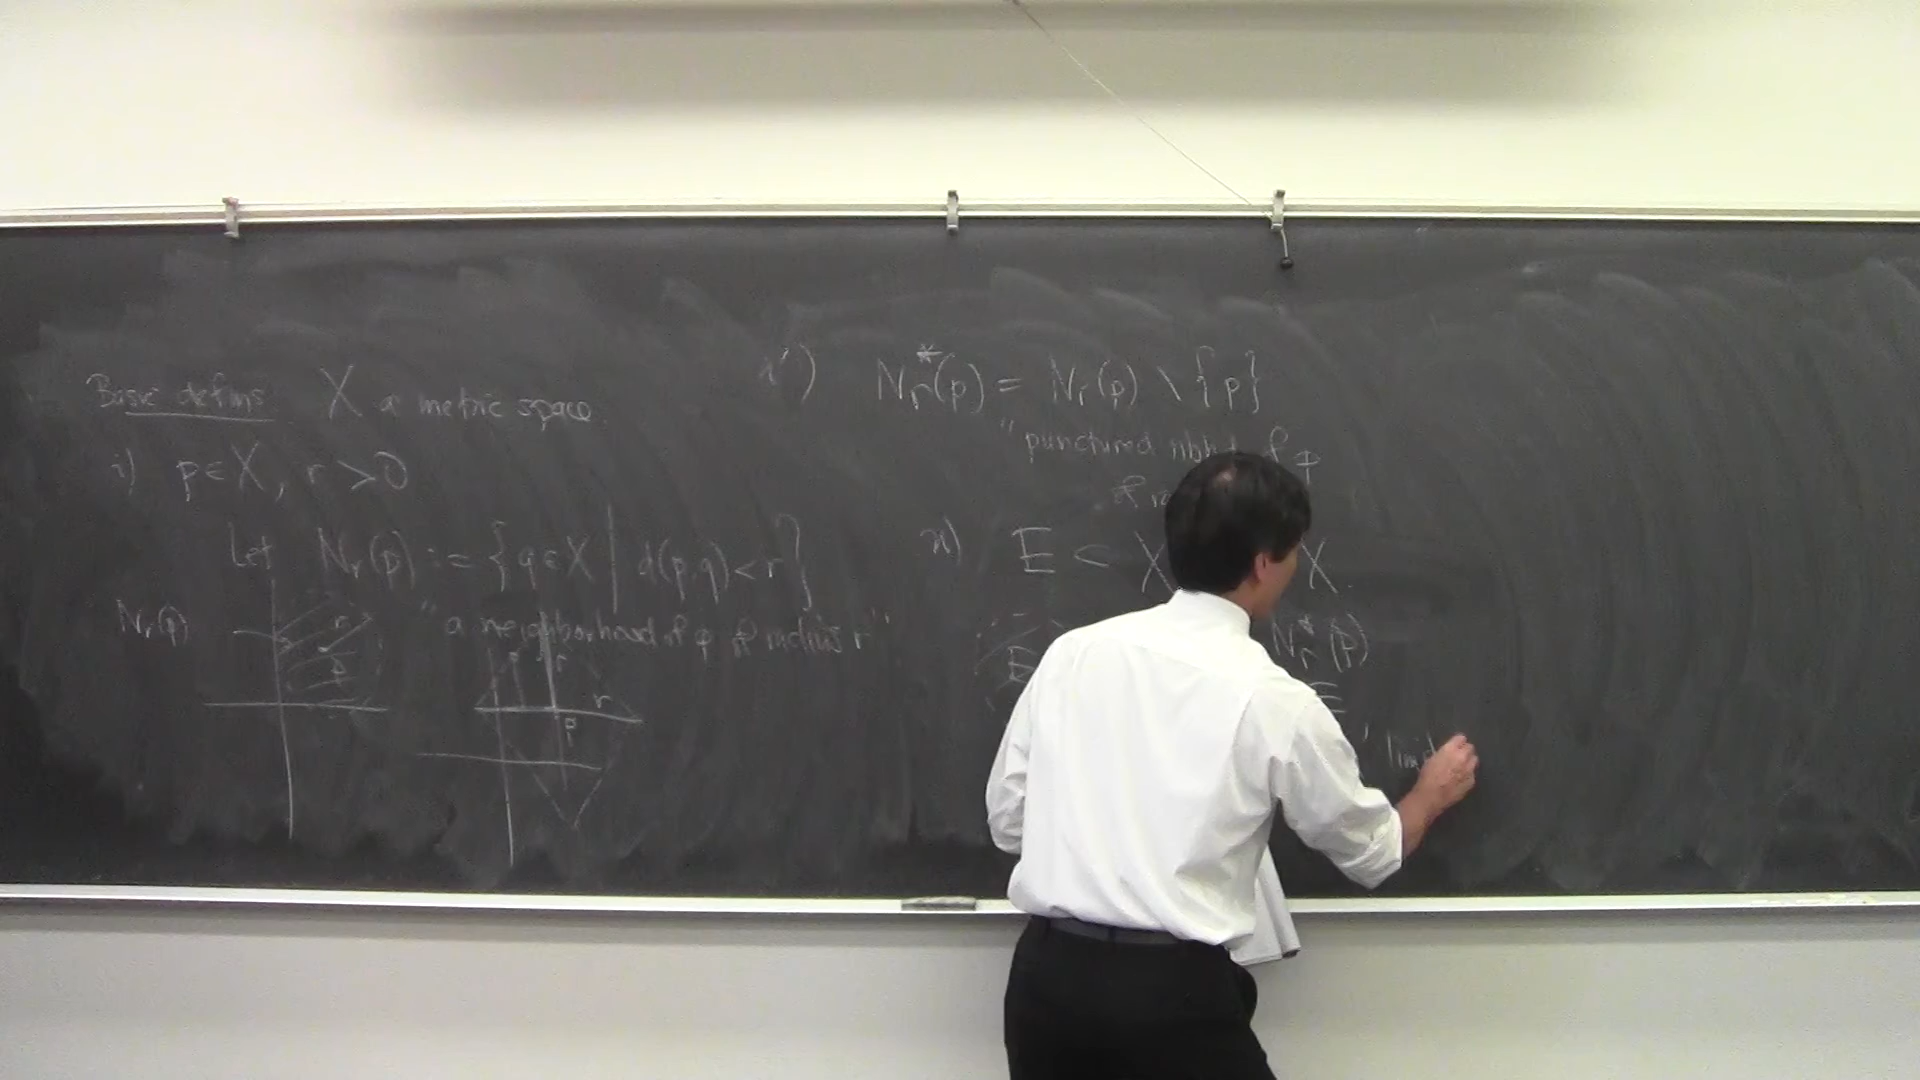 Basic defins X a metric space.
i) p ∈ X, r > 0
Let N_r(p) := { q ∈ X | d(p,q) < r }
"a neighborhood of p of radius r"
N_r(p)
r
r
r
p
i') N_r^*(p) = N_r(p) \ {p}
"punctured nbhd of p
of
ii) E ⊂ X X.
E N_r^*(p)
E